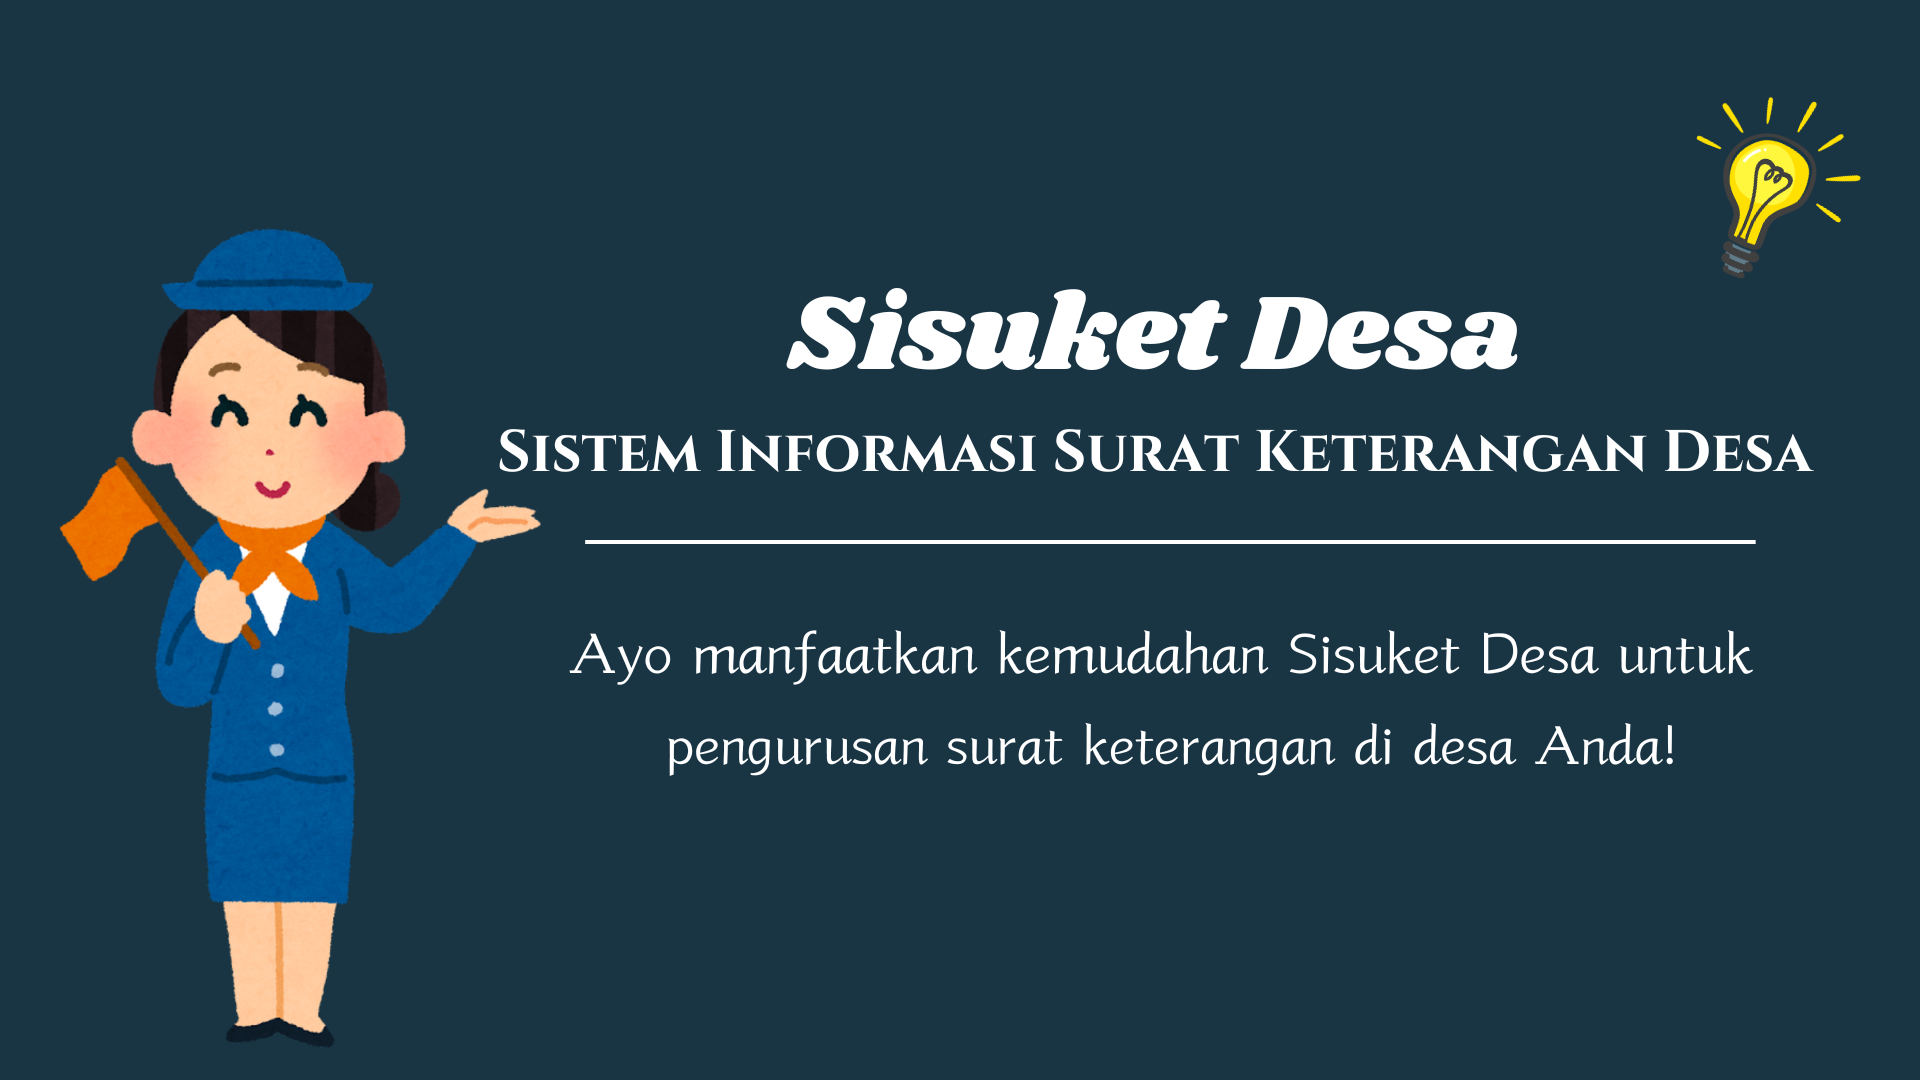 Sisuket Desa
Sistem Informasi Surat Keterangan Desa
Ayo manfaatkan kemudahan Sisuket Desa untuk
pengurusan surat keterangan di desa Anda!